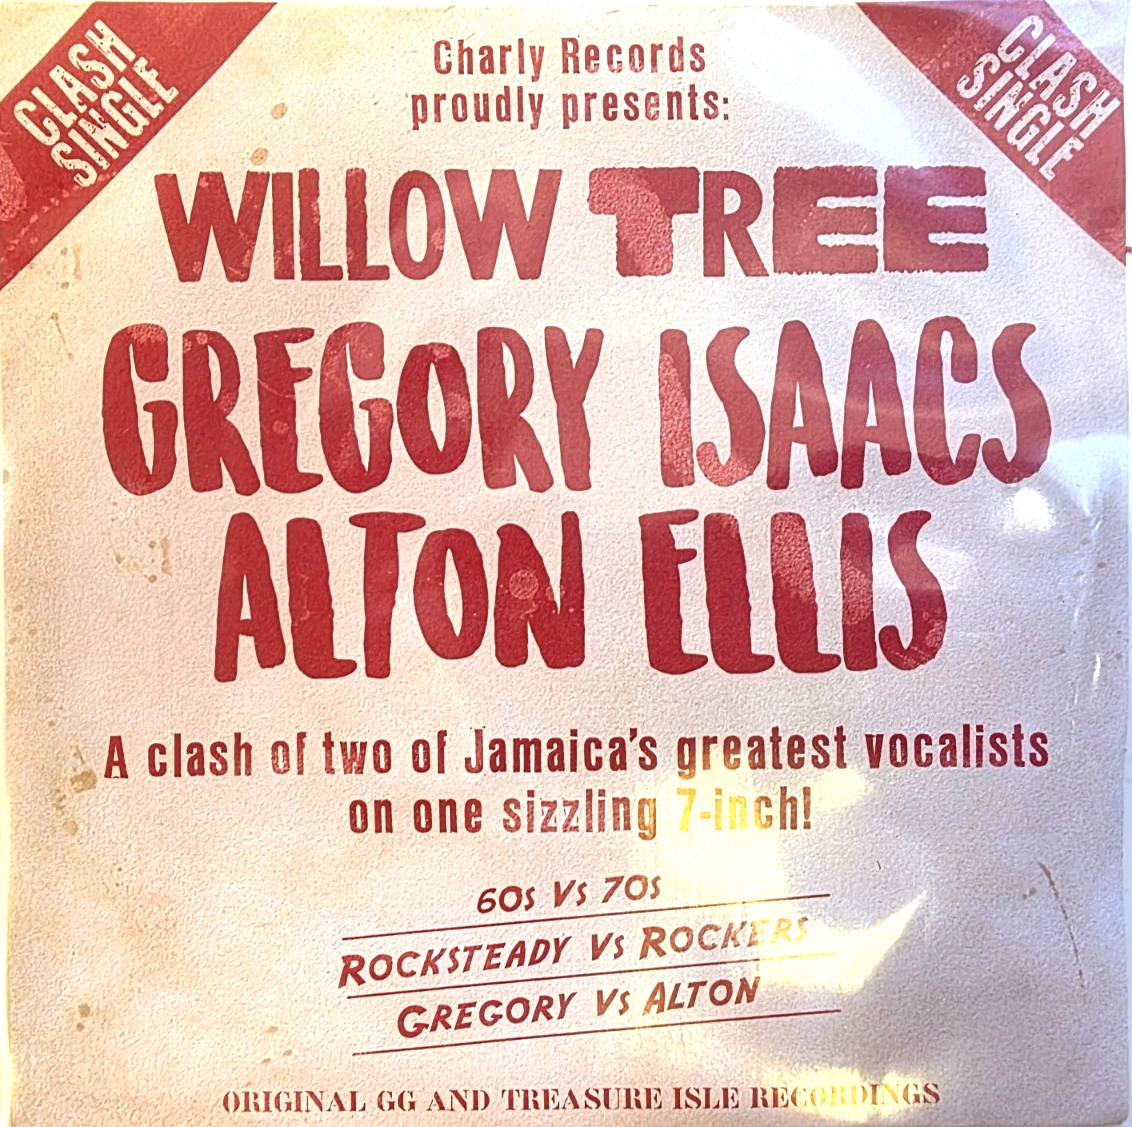 CLASH
SINGLE
CLASH
SINGLE
Charly Records
proudly presents:
WILLOW TREE
GREGORY ISAACS
ALTON ELLIS
A clash of two of Jamaica's greatest vocalists
on one sizzling 7-inch!
60s Vs 70s
ROCKSTEADY Vs ROCKERS
GREGORY Vs ALTON
ORIGINAL GG AND TREASURE ISLE RECORDINGS